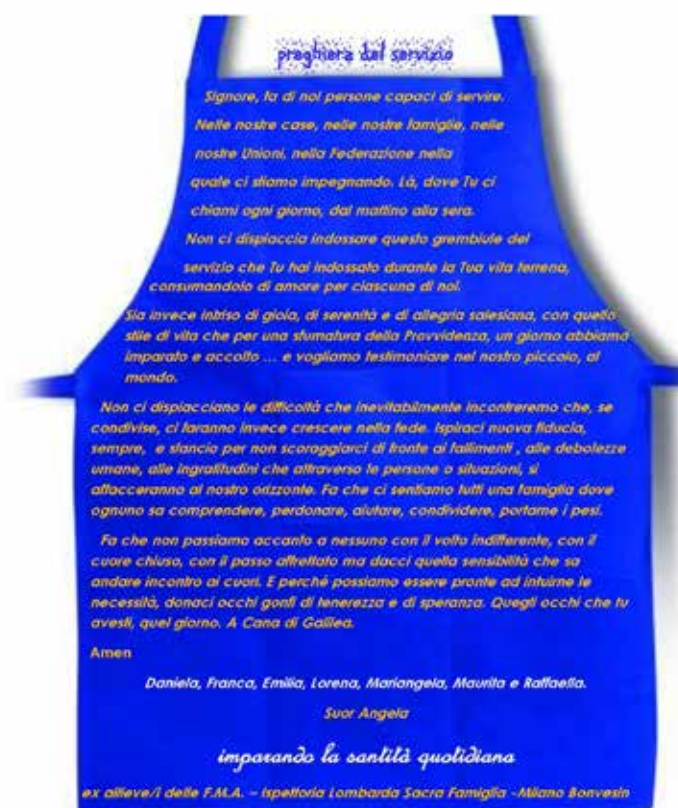 preghiera del servizio
Signore, fa di noi persone capaci di servire.
Nelle nostre case, nelle nostre famiglie, nelle
nostre Unioni, nella Federazione nella
quale ci stiamo impegnando. Là, dove Tu ci
chiami ogni giorno, dal mattino alla sera.
Non ci dispiaccia indossare questo grembiule del
servizio che Tu hai indossato durante la Tua vita terrena,
consumandolo di amore per ciascuna di noi.
Sia invece intriso di gioia, di serenità e di allegria salesiana, con quello
stile di vita che per una sfumatura della Provvidenza, un giorno abbiamo
imparato e accolto ... e vogliamo testimoniare nel nostro piccolo, al
mondo.
Non ci dispiacciano le difficoltà che inevitabilmente incontreremo che, se
condivise, ci faranno invece crescere nella fede. Ispiraci nuova fiducia,
sempre, e slancio per non scoraggiarci di fronte ai fallimenti , alle debolezze
umane, alle ingratitudini che attraverso le persone o situazioni, si
affacceranno al nostro orizzonte. Fa che ci sentiamo tutti una famiglia dove
ognuno sa comprendere, perdonare, aiutare, condividere, portarne i pesi.
Fa che non passiamo accanto a nessuno con il volto indifferente, con il
cuore chiuso, con il passo affrettato ma dacci quella sensibilità che sa
andare incontro ai cuori. E perché possiamo essere pronte ad intuirne le
necessità, donaci occhi gonfi di tenerezza e di speranza. Quegli occhi che tu
avesti, quel giorno. A Cana di Galilea.
Amen
Daniela, Franca, Emilia, Lorena, Mariangela, Maurita e Raffaella.
Suor Angela
imparando la santità quotidiana
ex allieve/i delle F.M.A. – Ispettoria Lombarda Sacra Famiglia -Milano Bonvesin